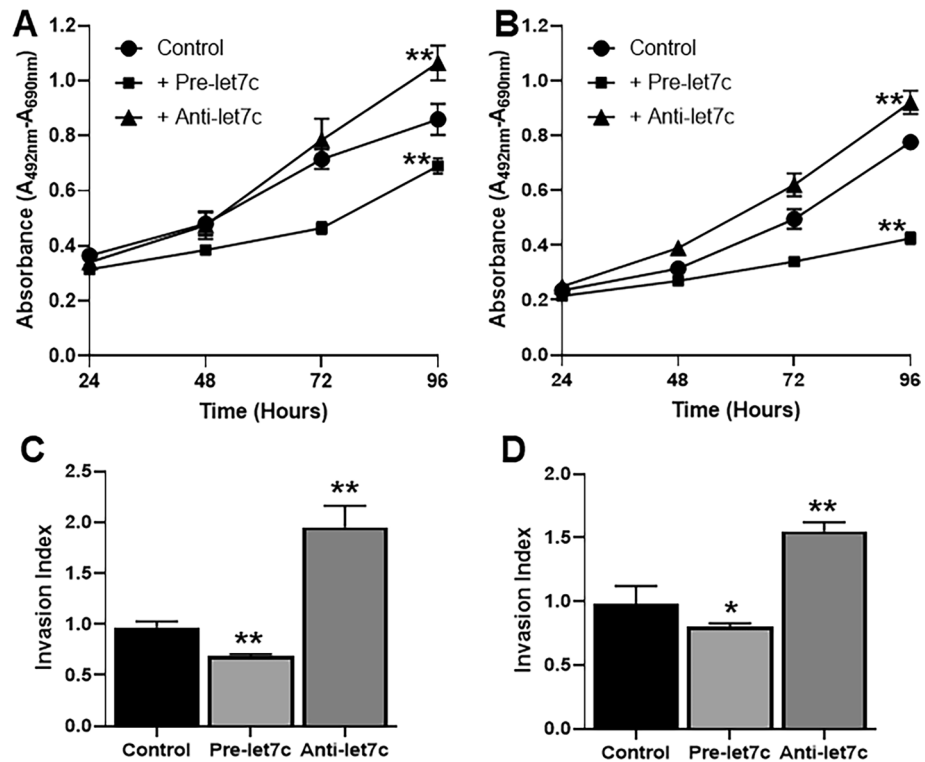 A
Absorbance (A492nm-A690nm)
1.2
1.0
0.8
0.6
0.4
0.2
0.0
Control
+ Pre-let7c
+ Anti-let7c
**
**
24 48 72 96
Time (Hours)
B
Absorbance (A492nm-A690nm)
1.2
1.0
0.8
0.6
0.4
0.2
0.0
Control
+ Pre-let7c
+ Anti-let7c
**
**
24 48 72 96
Time (Hours)
C
Invasion Index
2.5
2.0
1.5
1.0
0.5
0.0
**
**
Control Pre-let7c Anti-let7c
D
Invasion Index
2.0
1.5
1.0
0.5
0.0
*
**
Control Pre-let7c Anti-let7c